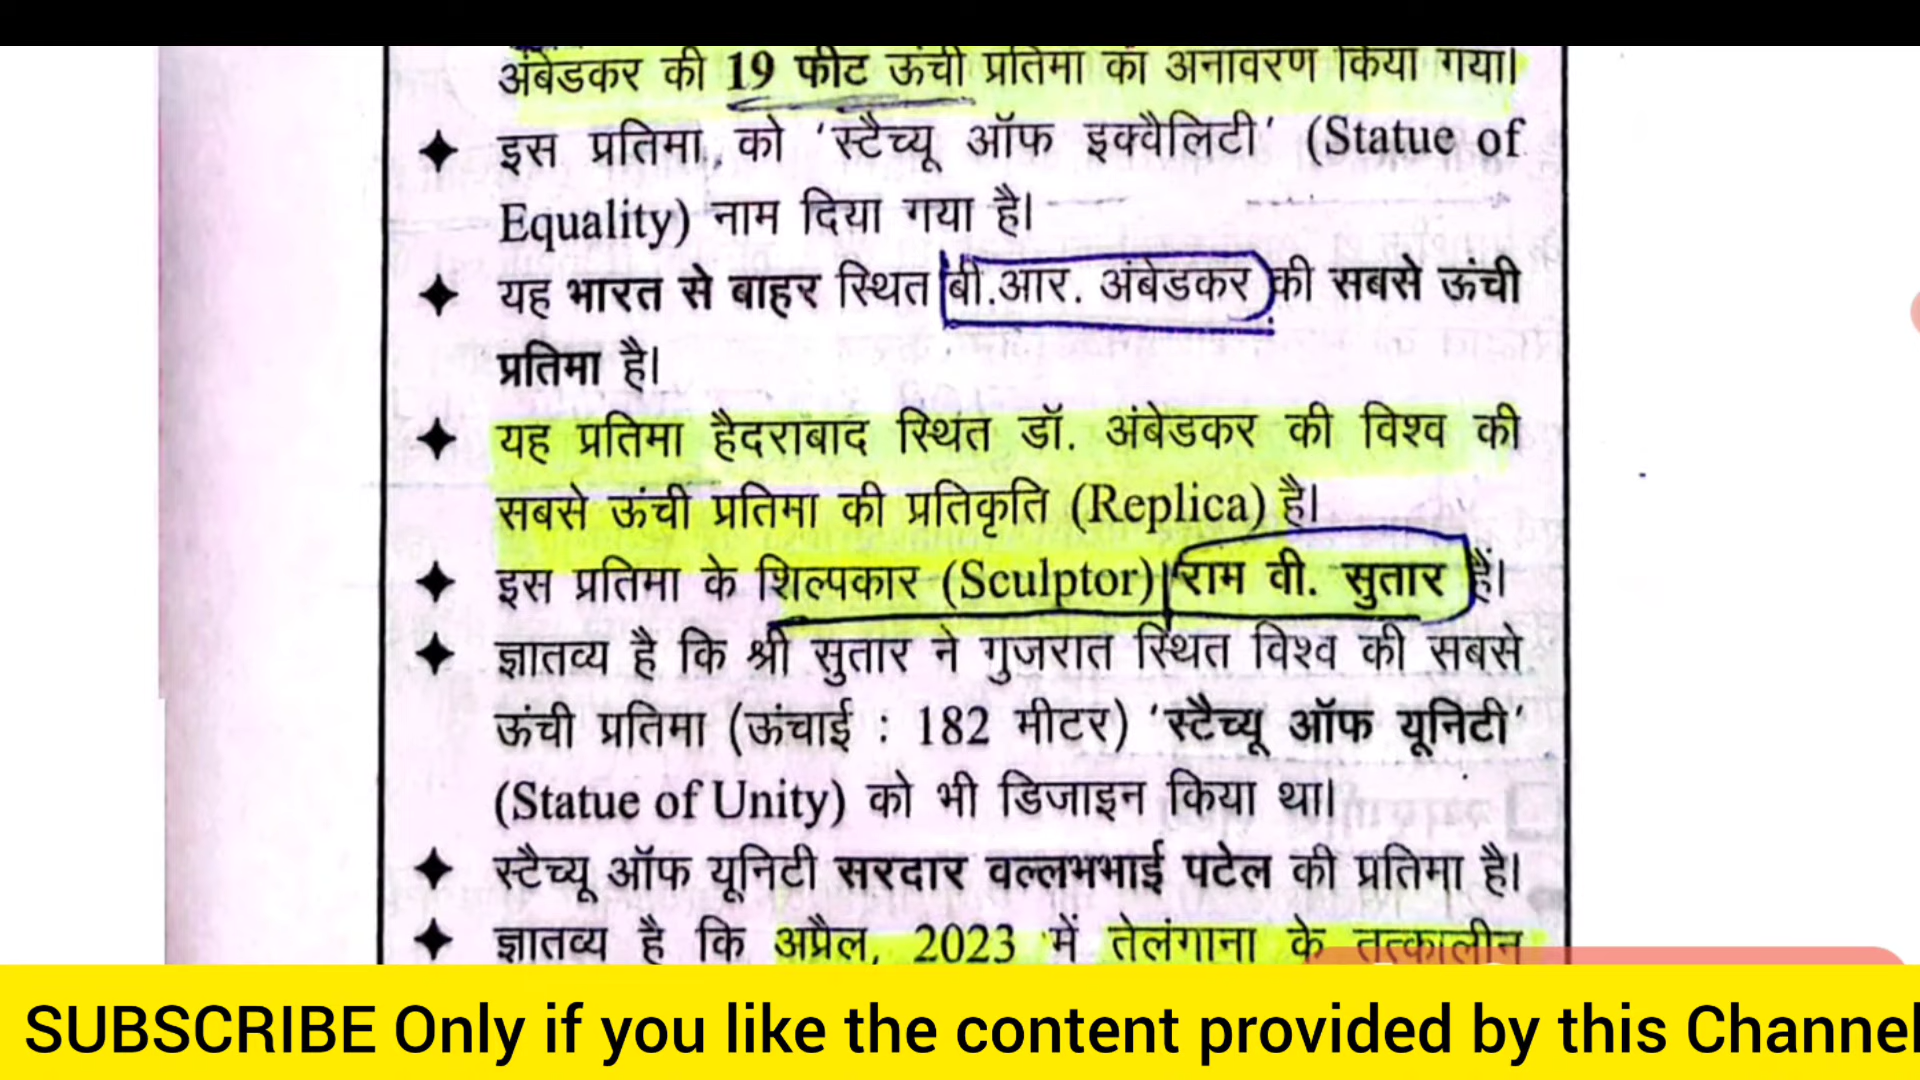 अंबेडकर की 19 फीट ऊंची प्रतिमा का अनावरण किया गया।
✦ इस प्रतिमा को ‘स्टैच्यू ऑफ इक्वैलिटी’ (Statue of
Equality) नाम दिया गया है।
✦ यह भारत से बाहर स्थित बी.आर. अंबेडकर की सबसे ऊंची
प्रतिमा है।
✦ यह प्रतिमा हैदराबाद स्थित डॉ. अंबेडकर की विश्व की
सबसे ऊंची प्रतिमा की प्रतिकृति (Replica) है।
✦ इस प्रतिमा के शिल्पकार (Sculptor) राम वी. सुतार हैं।
✦ ज्ञातव्य है कि श्री सुतार ने गुजरात स्थित विश्व की सबसे
ऊंची प्रतिमा (ऊंचाई : 182 मीटर) ‘स्टैच्यू ऑफ यूनिटी’
(Statue of Unity) को भी डिजाइन किया था।
✦ स्टैच्यू ऑफ यूनिटी सरदार वल्लभभाई पटेल की प्रतिमा है।
✦ ज्ञातव्य है कि अप्रैल, 2023 में तेलंगाना के तत्कालीन
SUBSCRIBE Only if you like the content provided by this Channel